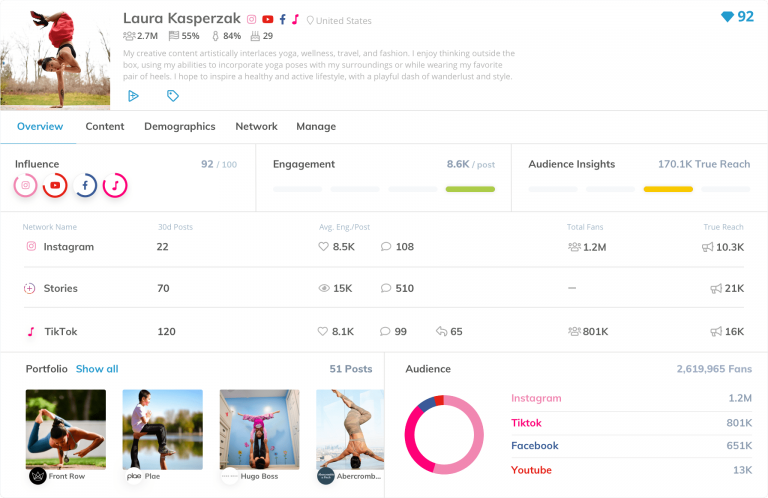 Laura Kasperzak United States
92
2.7M 55% 84% 29
My creative content artistically interlaces yoga, wellness, travel, and fashion. I enjoy thinking outside the
box, using my abilities to incorporate yoga poses with my surroundings or while wearing my favorite
pair of heels. I hope to inspire a healthy and active lifestyle, with a playful dash of wanderlust and style.
Overview Content Demographics Network Manage
Influence 92 / 100
Engagement 8.6K / post
Audience Insights 170.1K True Reach
Network Name 30d Posts Avg. Eng./Post Total Fans True Reach
Instagram 22 8.5K 108 1.2M 10.3K
Stories 70 15K 510 — 21K
TikTok 120 8.1K 99 65 801K 16K
Portfolio Show all 51 Posts
Front Row Plae Hugo Boss Abercromb...
Audience 2,619,965 Fans
Instagram 1.2M
Tiktok 801K
Facebook 651K
Youtube 13K